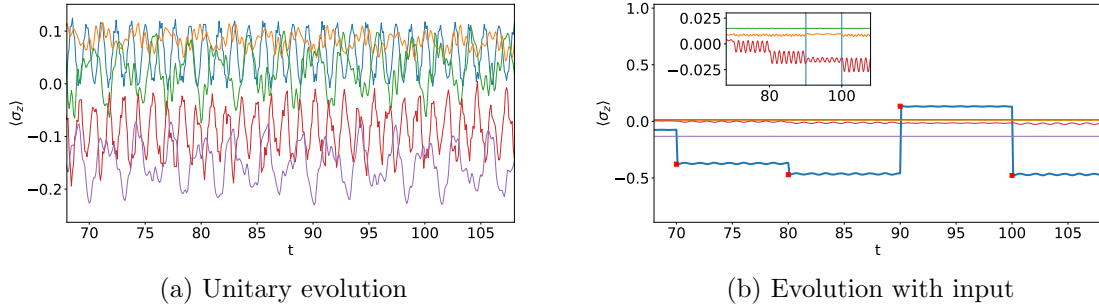 0.1
0.0
−0.1
−0.2
⟨σz⟩
70 75 80 85 90 95 100 105
t
(a) Unitary evolution
1.0
0.5
0.0
−0.5
⟨σz⟩
0.025
0.000
−0.025
80 100
70 75 80 85 90 95 100 105
t
(b) Evolution with input